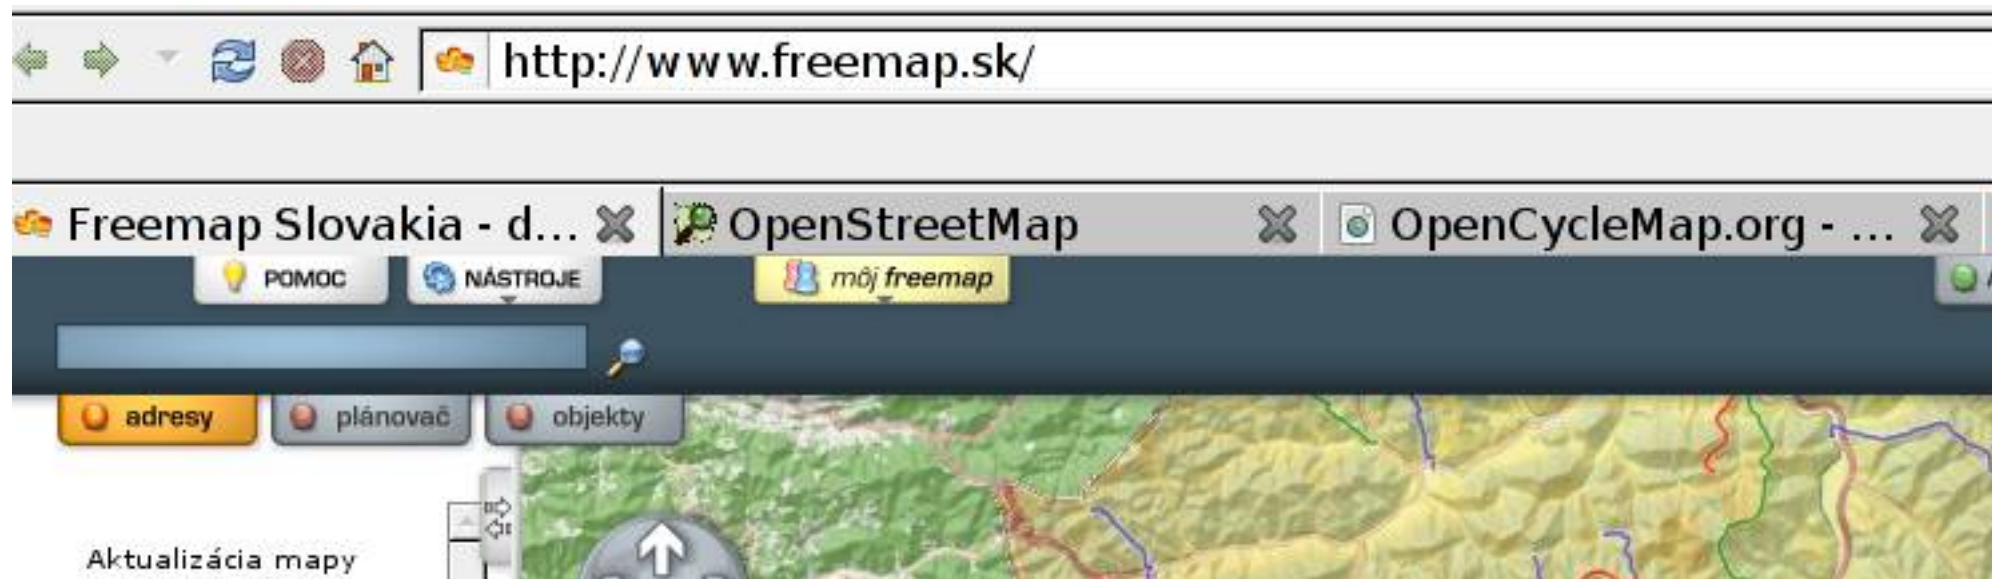 http://www.freemap.sk/
Freemap Slovakia - d... OpenStreetMap OpenCycleMap.org - ...
POMOC NÁSTROJE môj freemap
adresy plánovač objekty
Aktualizácia mapy